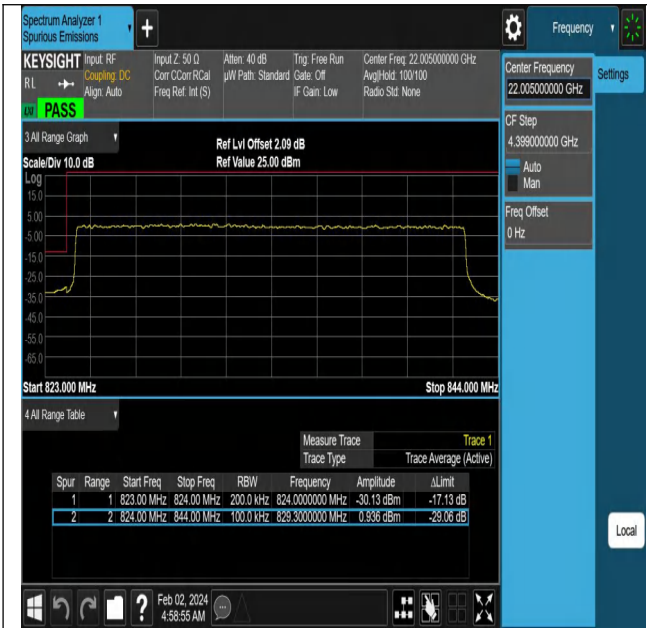 Spectrum Analyzer 1
Spurious Emissions
Frequency
KEYSIGHT
RL
PASS
Input: RF
Coupling: DC
Align: Auto
Input Z: 50 Ω
Corr CCorr RCal
Freq Ref: Int (S)
Atten: 40 dB
µW Path: Standard
Trig: Free Run
Gate: Off
IF Gain: Low
Center Freq: 22.005000000 GHz
Avg|Hold: 100/100
Radio Std: None
Center Frequency
22.005000000 GHz
Settings
CF Step
4.399000000 GHz
Auto
Man
Freq Offset
0 Hz
3 All Range Graph
Scale/Div 10.0 dB
Ref Lvl Offset 2.09 dB
Ref Value 25.00 dBm
Log
15.0
5.00
-5.00
-15.0
-25.0
-35.0
-45.0
-55.0
-65.0
Start 823.000 MHz
Stop 844.000 MHz
4 All Range Table
Measure Trace Trace 1
Trace Type Trace Average (Active)
Spur Range Start Freq Stop Freq RBW Frequency Amplitude ΔLimit
1 1 823.00 MHz 824.00 MHz 200.0 kHz 824.0000000 MHz -30.13 dBm -17.13 dB
2 2 824.00 MHz 844.00 MHz 100.0 kHz 829.3000000 MHz 0.936 dBm -29.06 dB
Local
Feb 02, 2024
4:58:55 AM